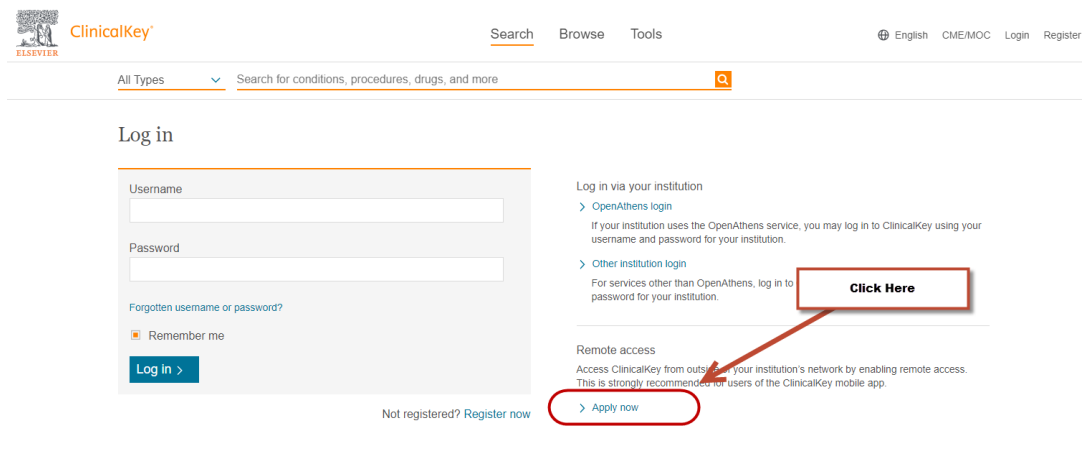 ClinicalKey®
ELSEVIER
Search Browse Tools
English CME/MOC Login Register
All Types Search for conditions, procedures, drugs, and more
Log in
Username
Password
Forgotten username or password?
Remember me
Log in >
Not registered? Register now
Log in via your institution
> OpenAthens login
If your institution uses the OpenAthens service, you may log in to ClinicalKey using your
username and password for your institution.
> Other institution login
For services other than OpenAthens, log in to
password for your institution.
Click Here
Remote access
Access ClinicalKey from outside of your institution's network by enabling remote access.
This is strongly recommended for users of the ClinicalKey mobile app.
> Apply now